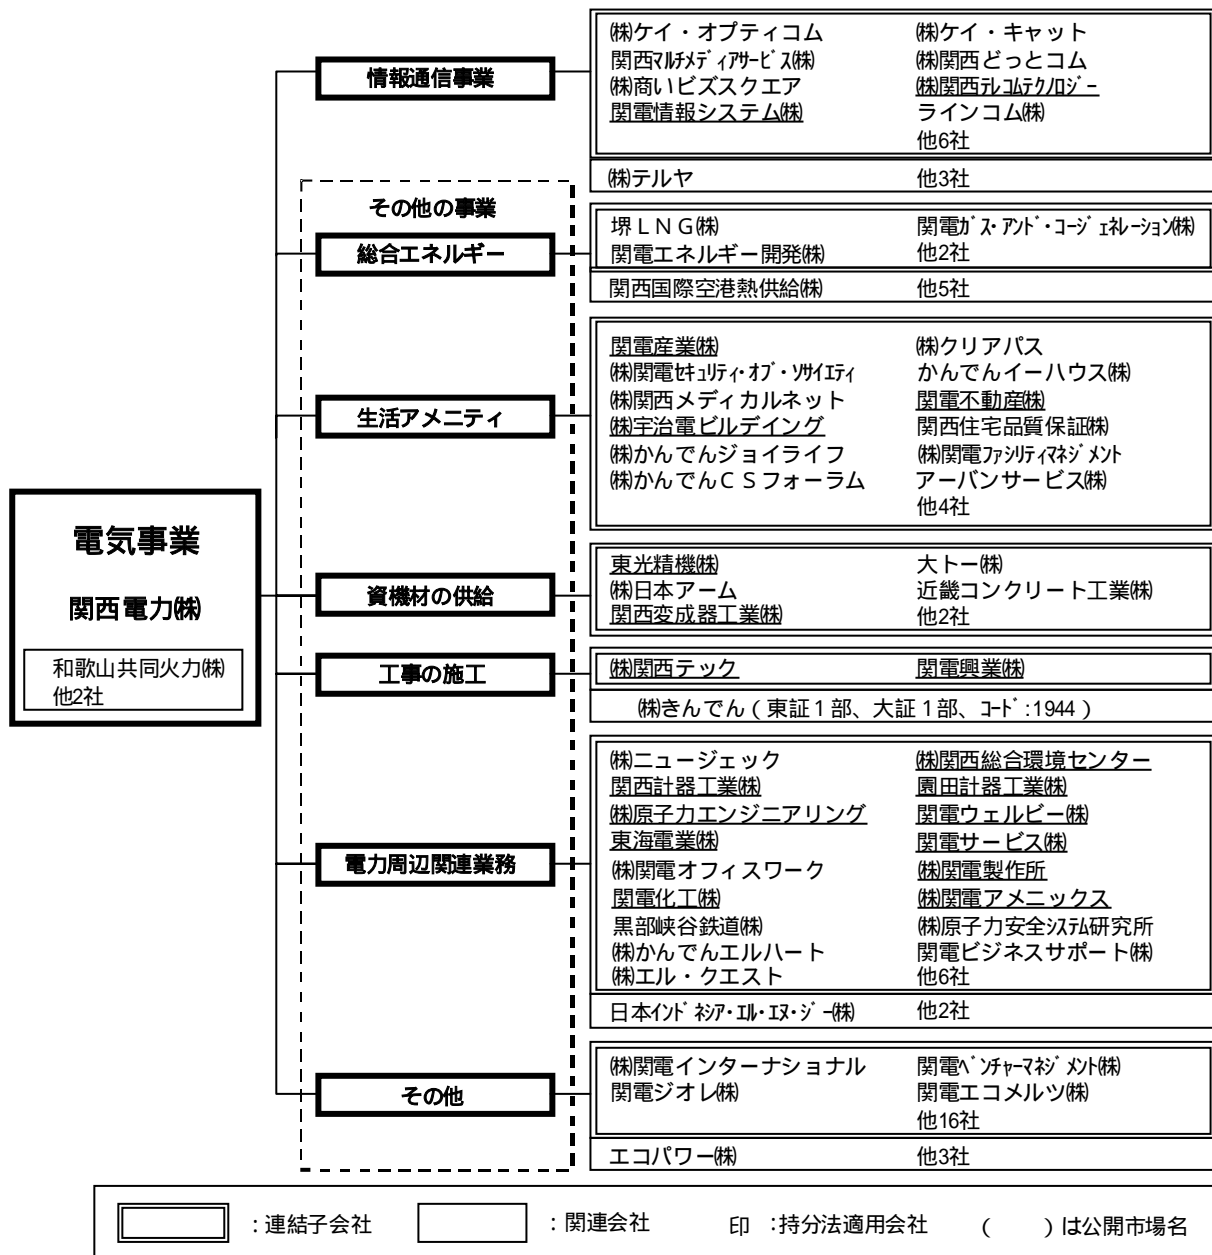 電気事業
関西電力㈱
和歌山共同火力㈱
他2社
情報通信事業
㈱ケイ・オプティコム ㈱ケイ・キャット
関西ﾏﾙﾁﾒﾃﾞｨｱｻｰﾋﾞｽ㈱ ㈱関西どっとコム
㈱商いビズスクエア ㈱関西ﾃﾚｺﾑﾃｸﾉﾛｼﾞｰ
関電情報システム㈱ ラインコム㈱
他6社
㈱テルヤ 他3社
その他の事業
総合エネルギー
堺ＬＮＧ㈱ 関電ｶﾞｽ・ｱﾝﾄﾞ・ｺｰｼﾞｪﾈﾚｰｼｮﾝ㈱
関電エネルギー開発㈱ 他2社
関西国際空港熱供給㈱ 他5社
生活アメニティ
関電産業㈱ ㈱クリアパス
㈱関電ｾｷｭﾘﾃｨ・ｵﾌﾞ・ｿｻｲｴﾃｨ かんでんイーハウス㈱
㈱関西メディカルネット 関電不動産㈱
㈱宇治電ビルデイング 関西住宅品質保証㈱
㈱かんでんジョイライフ ㈱関電ﾌｧｼﾘﾃｨﾏﾈｼﾞﾒﾝﾄ
㈱かんでんＣＳフォーラム アーバンサービス㈱
他4社
資機材の供給
東光精機㈱ 大トー㈱
㈱日本アーム 近畿コンクリート工業㈱
関西変成器工業㈱ 他2社
工事の施工
㈱関西テック 関電興業㈱
㈱きんでん（東証1部、大証1部、ｺｰﾄﾞ:1944）
電力周辺関連業務
㈱ニュージェック ㈱関西総合環境センター
関西計器工業㈱ 園田計器工業㈱
㈱原子力エンジニアリング 関電ウェルビー㈱
東海電業㈱ 関電サービス㈱
㈱関電オフィスワーク ㈱関電製作所
関電化工㈱ ㈱関電アメニックス
黒部峡谷鉄道㈱ ㈱原子力安全ｼｽﾃﾑ研究所
㈱かんでんエルハート 関電ビジネスサポート㈱
㈱エル・クエスト 他6社
日本ｲﾝﾄﾞﾈｼｱ・ｴﾙ・ｴﾇ・ｼﾞｰ㈱ 他2社
その他
㈱関電インターナショナル 関電ﾍﾞﾝﾁｬｰﾏﾈｼﾞﾒﾝﾄ㈱
関電ジオレ㈱ 関電エコメルツ㈱
他16社
エコパワー㈱ 他3社
：連結子会社 ：関連会社 印 ：持分法適用会社 （ ）は公開市場名